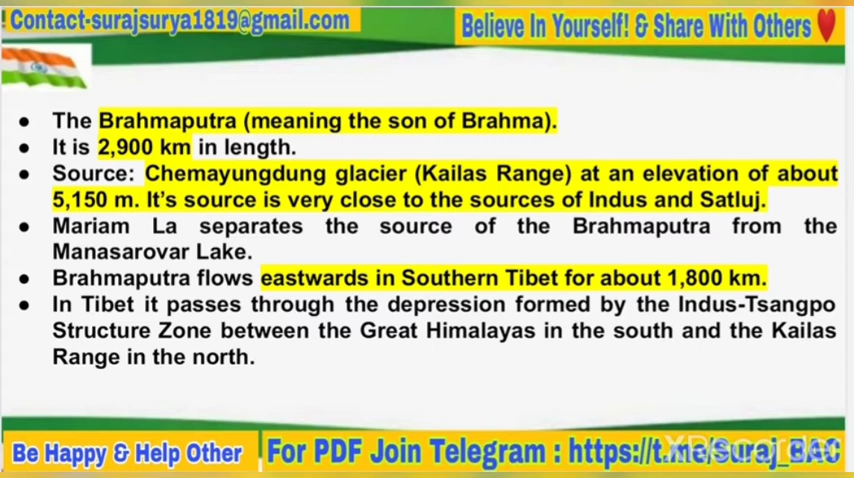 ! Contact-surajsurya1819@gmail.com
Believe In Yourself! & Share With Others
● The Brahmaputra (meaning the son of Brahma).
● It is 2,900 km in length.
● Source: Chemayungdung glacier (Kailas Range) at an elevation of about
5,150 m. It's source is very close to the sources of Indus and Satluj.
● Mariam La separates the source of the Brahmaputra from the
Manasarovar Lake.
● Brahmaputra flows eastwards in Southern Tibet for about 1,800 km.
● In Tibet it passes through the depression formed by the Indus-Tsangpo
Structure Zone between the Great Himalayas in the south and the Kailas
Range in the north.
Be Happy & Help Other
For PDF Join Telegram : https://t.me/Suraj_BAC
XRecorder